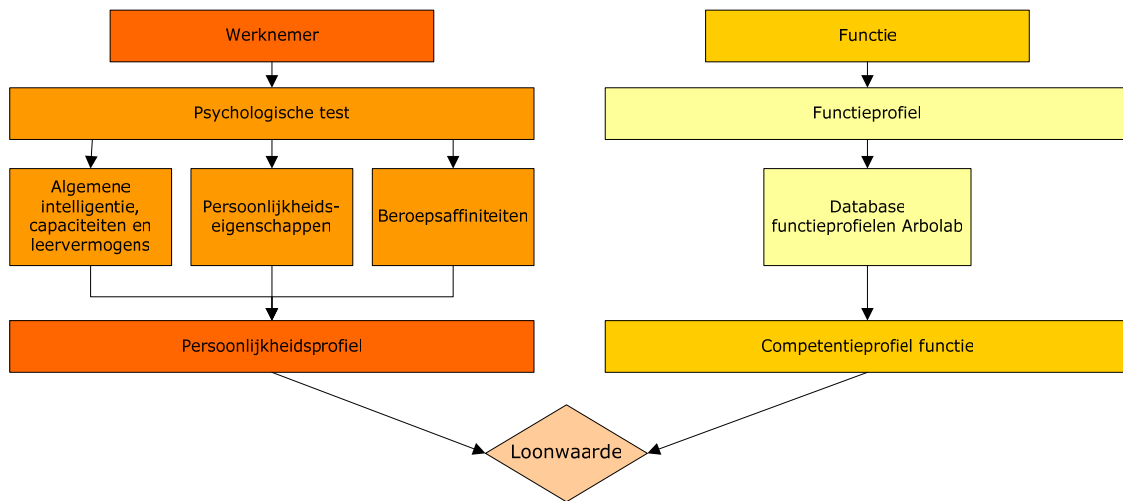 Werknemer
Functie
Psychologische test
Functieprofiel
Algemene
intelligentie,
capaciteiten en
leervermogens
Persoonlijkheids-
eigenschappen
Beroepsaffiniteiten
Database
functieprofielen Arbolab
Persoonlijkheidsprofiel
Competentieprofiel functie
Loonwaarde